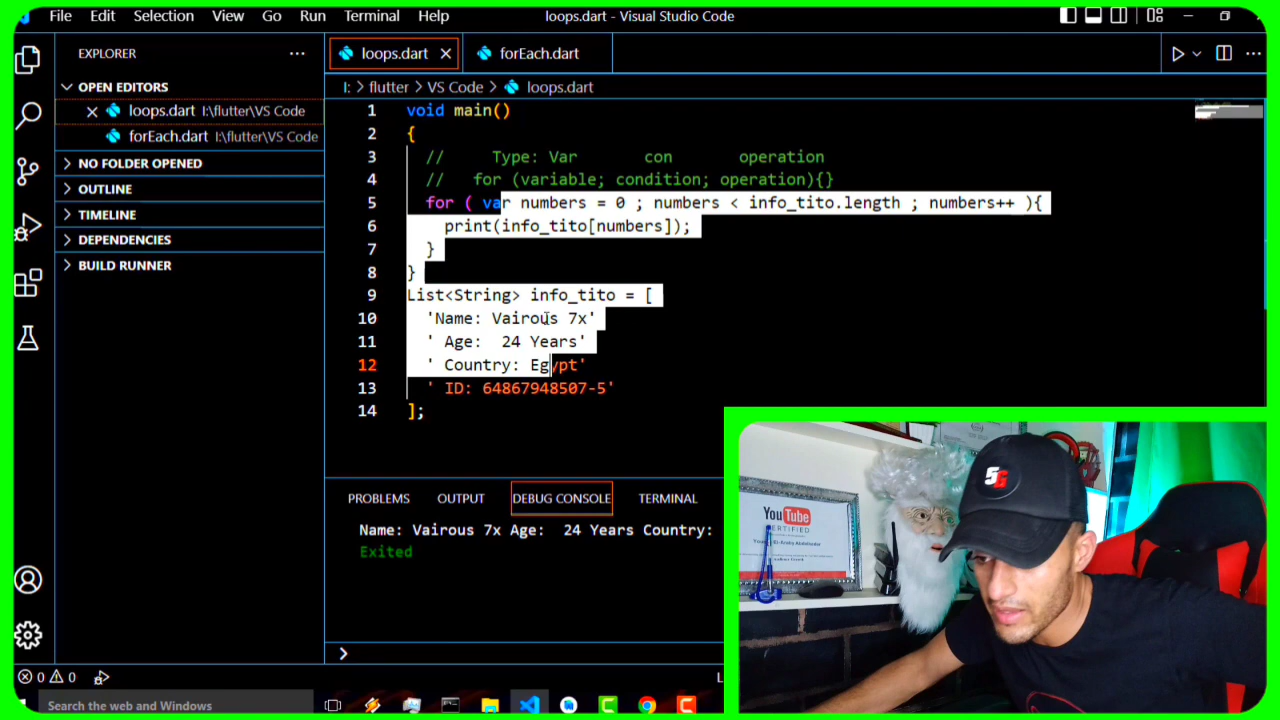 File Edit Selection View Go Run Terminal Help loops.dart - Visual Studio Code
EXPLORER ···
loops.dart forEach.dart
OPEN EDITORS
loops.dart I:\flutter\VS Code
forEach.dart I:\flutter\VS Code
NO FOLDER OPENED
OUTLINE
TIMELINE
DEPENDENCIES
BUILD RUNNER
I: > flutter > VS Code > loops.dart
1 void main()
2 {
3 // Type: Var con operation
4 // for (variable; condition; operation){}
5 for ( var numbers = 0 ; numbers < info_tito.length ; numbers++ ){
6 print(info_tito[numbers]);
7 }
8 }
9 List<String> info_tito = [
10 'Name: Vairous 7x'
11 ' Age:  24 Years'
12 ' Country: Egypt'
13 ' ID: 64867948507-5'
14 ];
PROBLEMS OUTPUT DEBUG CONSOLE TERMINAL
Name: Vairous 7x Age:  24 Years Country:
Exited
0 0
Search the web and Windows
SG
YouTube
CERTIFIED